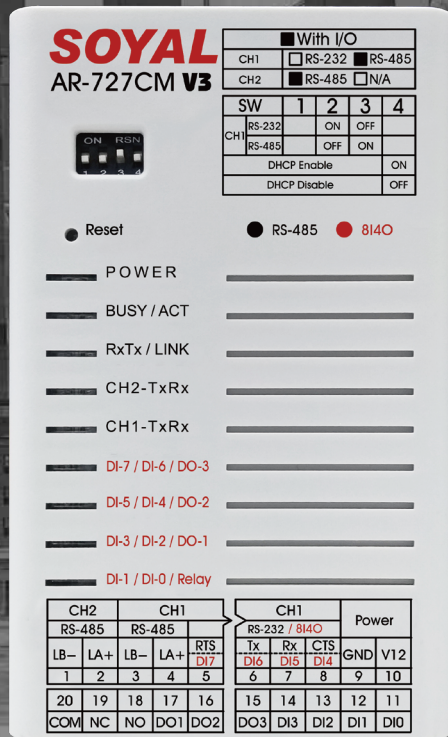 SOYAL
AR-727CM V3
With I/O
CH1 RS-232 RS-485
CH2 RS-485 N/A
SW 1 2 3 4
CH1 RS-232 ON OFF
RS-485 OFF ON
DHCP Enable ON
DHCP Disable OFF
ON RSN
1 2 3 4
Reset
RS-485 8I4O
POWER
BUSY / ACT
RxTx / LINK
CH2-TxRx
CH1-TxRx
DI-7 / DI-6 / DO-3
DI-5 / DI-4 / DO-2
DI-3 / DI-2 / DO-1
DI-1 / DI-0 / Relay
CH2 CH1 CH1 Power
RS-485 RS-485 RS-232 / 8I4O
LB- LA+ LB- LA+ RTS Tx Rx CTS GND V12
DI7 DI6 DI5 DI4
1 2 3 4 5 6 7 8 9 10
20 19 18 17 16 15 14 13 12 11
COM NC NO DO1 DO2 DO3 DI3 DI2 DI1 DI0